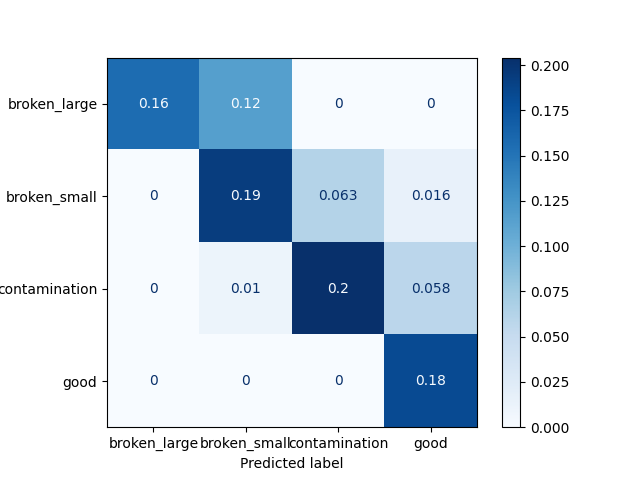 broken_large 0.16 0.12 0 0
broken_small 0 0.19 0.063 0.016
contamination 0 0.01 0.2 0.058
good 0 0 0 0.18
broken_large broken_small contamination good
Predicted label
0.200
0.175
0.150
0.125
0.100
0.075
0.050
0.025
0.000